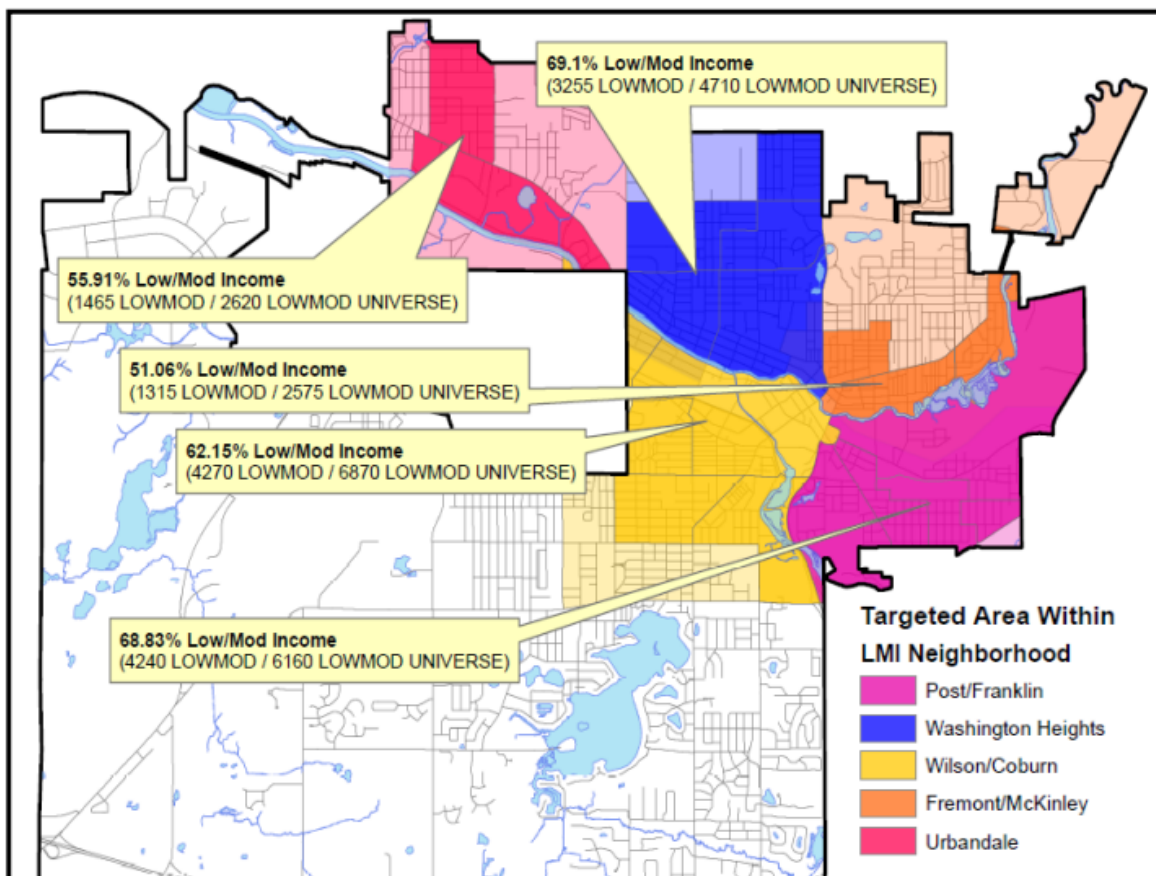 69.1% Low/Mod Income
(3255 LOWMOD / 4710 LOWMOD UNIVERSE)
55.91% Low/Mod Income
(1465 LOWMOD / 2620 LOWMOD UNIVERSE)
51.06% Low/Mod Income
(1315 LOWMOD / 2575 LOWMOD UNIVERSE)
62.15% Low/Mod Income
(4270 LOWMOD / 6870 LOWMOD UNIVERSE)
68.83% Low/Mod Income
(4240 LOWMOD / 6160 LOWMOD UNIVERSE)
Targeted Area Within
LMI Neighborhood
Post/Franklin
Washington Heights
Wilson/Coburn
Fremont/McKinley
Urbandale